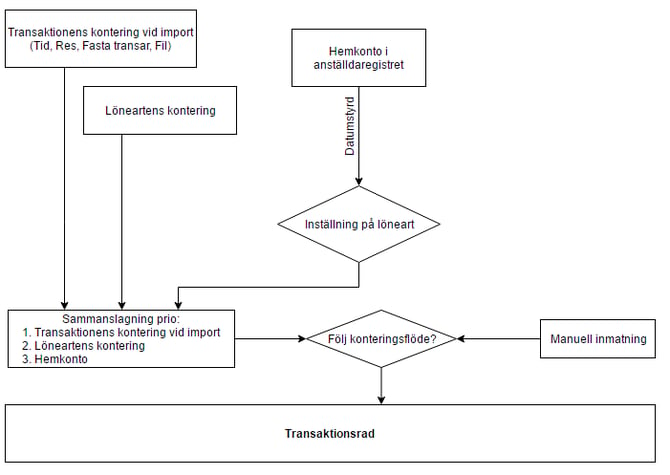 Transaktionens kontering vid import
(Tid, Res, Fasta transar, Fil)
Hemkonto i
anställdaregistret
Löneartens kontering
Datumstyrd
Inställning på löneart
Sammanslagning prio:
1. Transaktionens kontering vid import
2. Löneartens kontering
3. Hemkonto
Följ konteringsflöde?
Manuell inmatning
Transaktionsrad